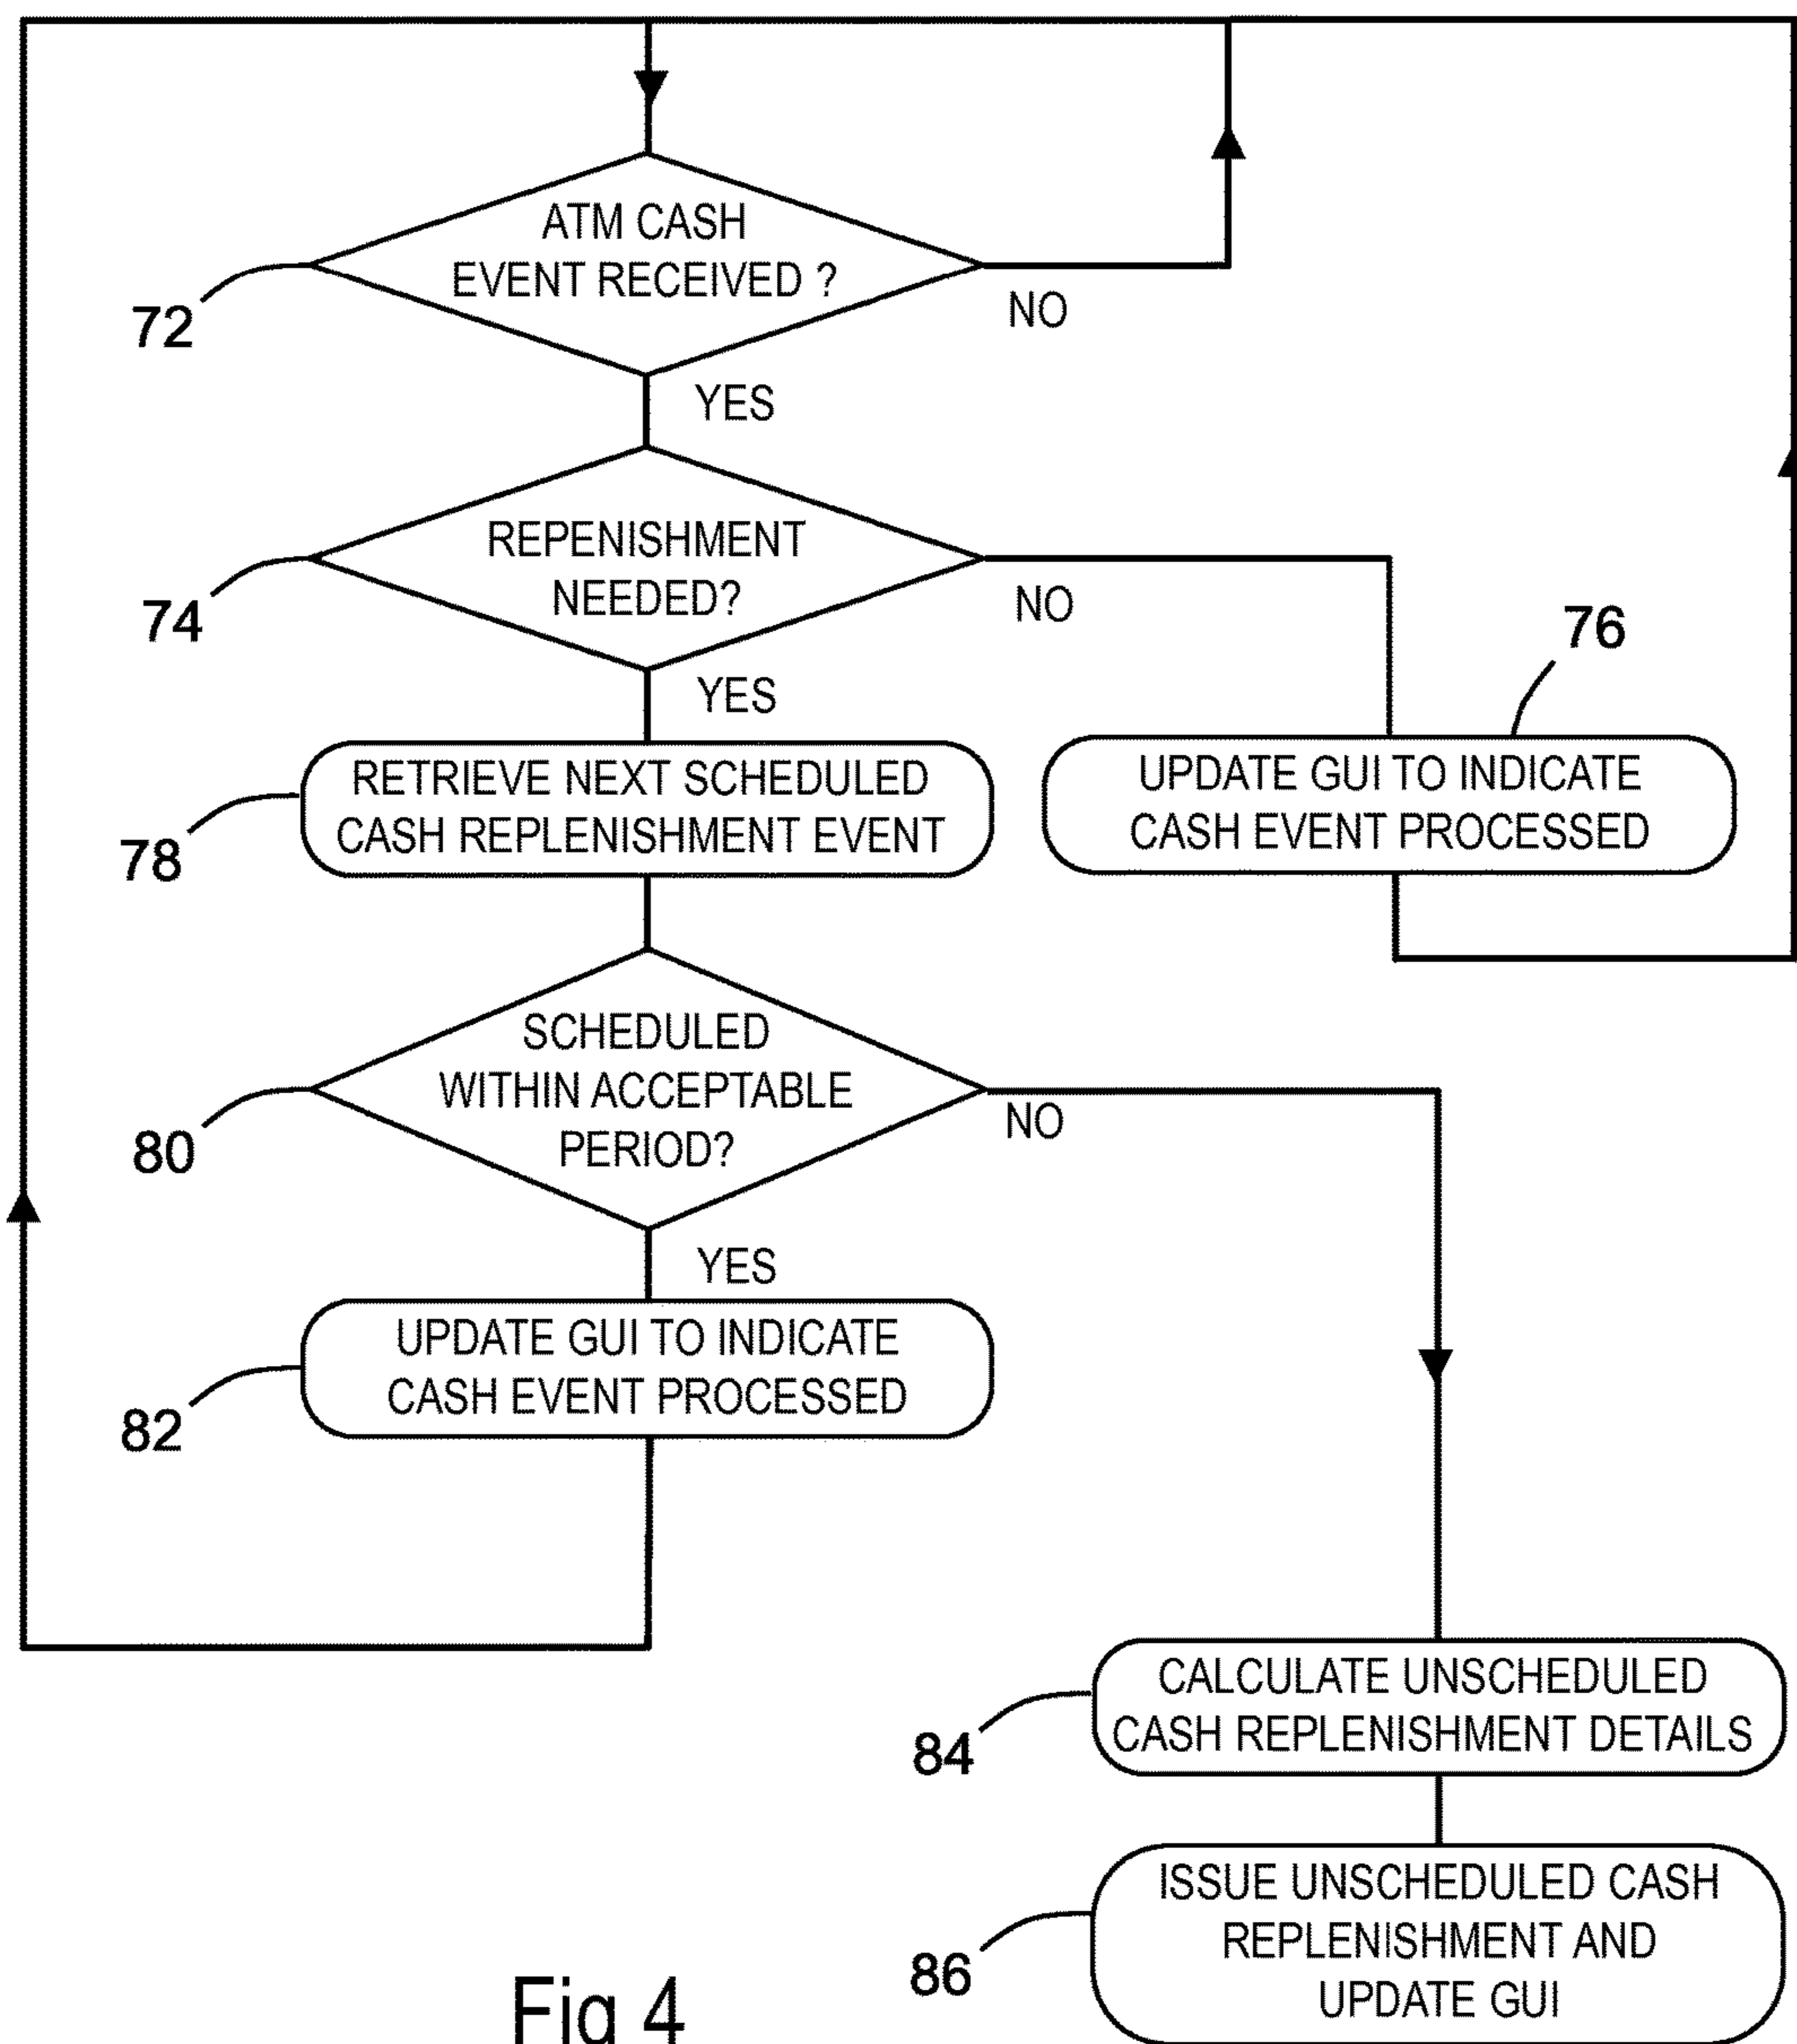 ATM CASH
EVENT RECEIVED ?
72
NO
YES
REPENISHMENT
NEEDED?
74
NO
76
YES
RETRIEVE NEXT SCHEDULED
CASH REPLENISHMENT EVENT
78
UPDATE GUI TO INDICATE
CASH EVENT PROCESSED
SCHEDULED
WITHIN ACCEPTABLE
PERIOD?
80
NO
YES
UPDATE GUI TO INDICATE
CASH EVENT PROCESSED
82
CALCULATE UNSCHEDULED
CASH REPLENISHMENT DETAILS
84
ISSUE UNSCHEDULED CASH
REPLENISHMENT AND
UPDATE GUI
86
Fig 4